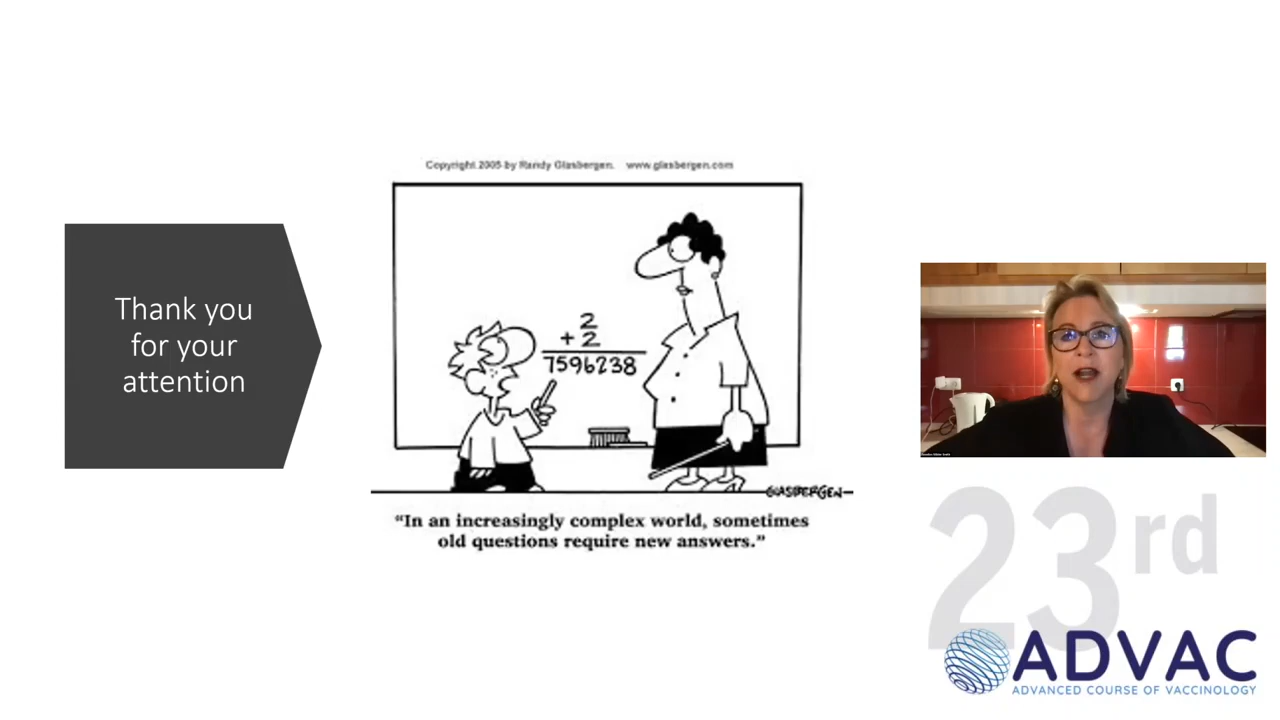 Thank you
for your
attention
Copyright 2005 by Randy Glasbergen. www.glasbergen.com
2
+ 2
7596238
GLASBERGEN
“In an increasingly complex world, sometimes
old questions require new answers.”
23rd
ADVAC
ADVANCED COURSE OF VACCINOLOGY